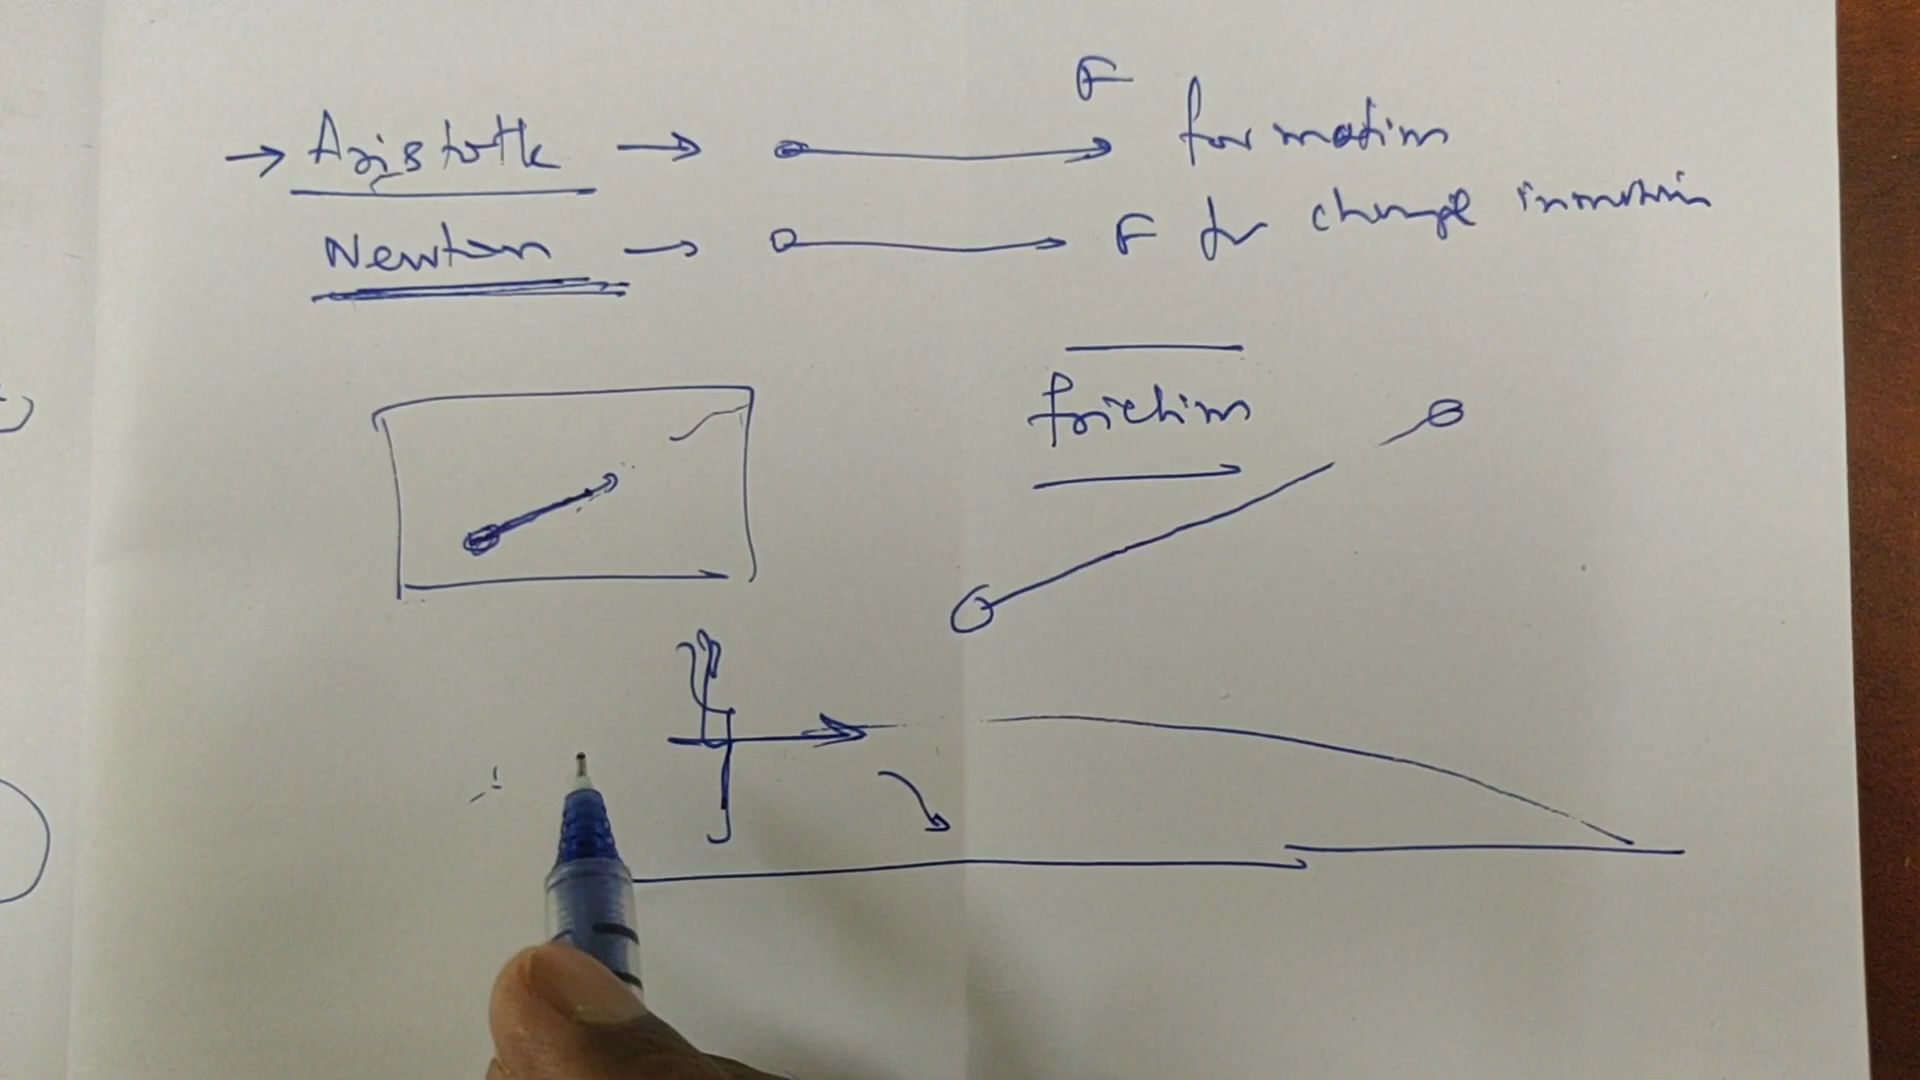 → Aristotle → F for motion
Newton → F for change in motion
friction